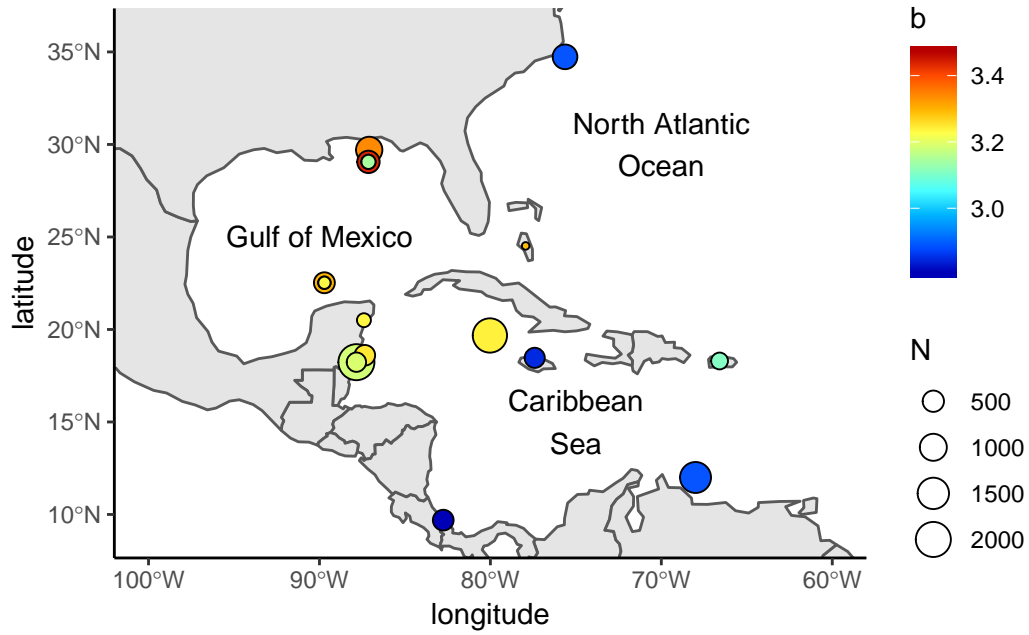 35°N
30°N
25°N
20°N
15°N
10°N
latitude
North Atlantic
Ocean
Gulf of Mexico
Caribbean
Sea
100°W
90°W
80°W
70°W
60°W
longitude
b
3.4
3.2
3.0
N
500
1000
1500
2000